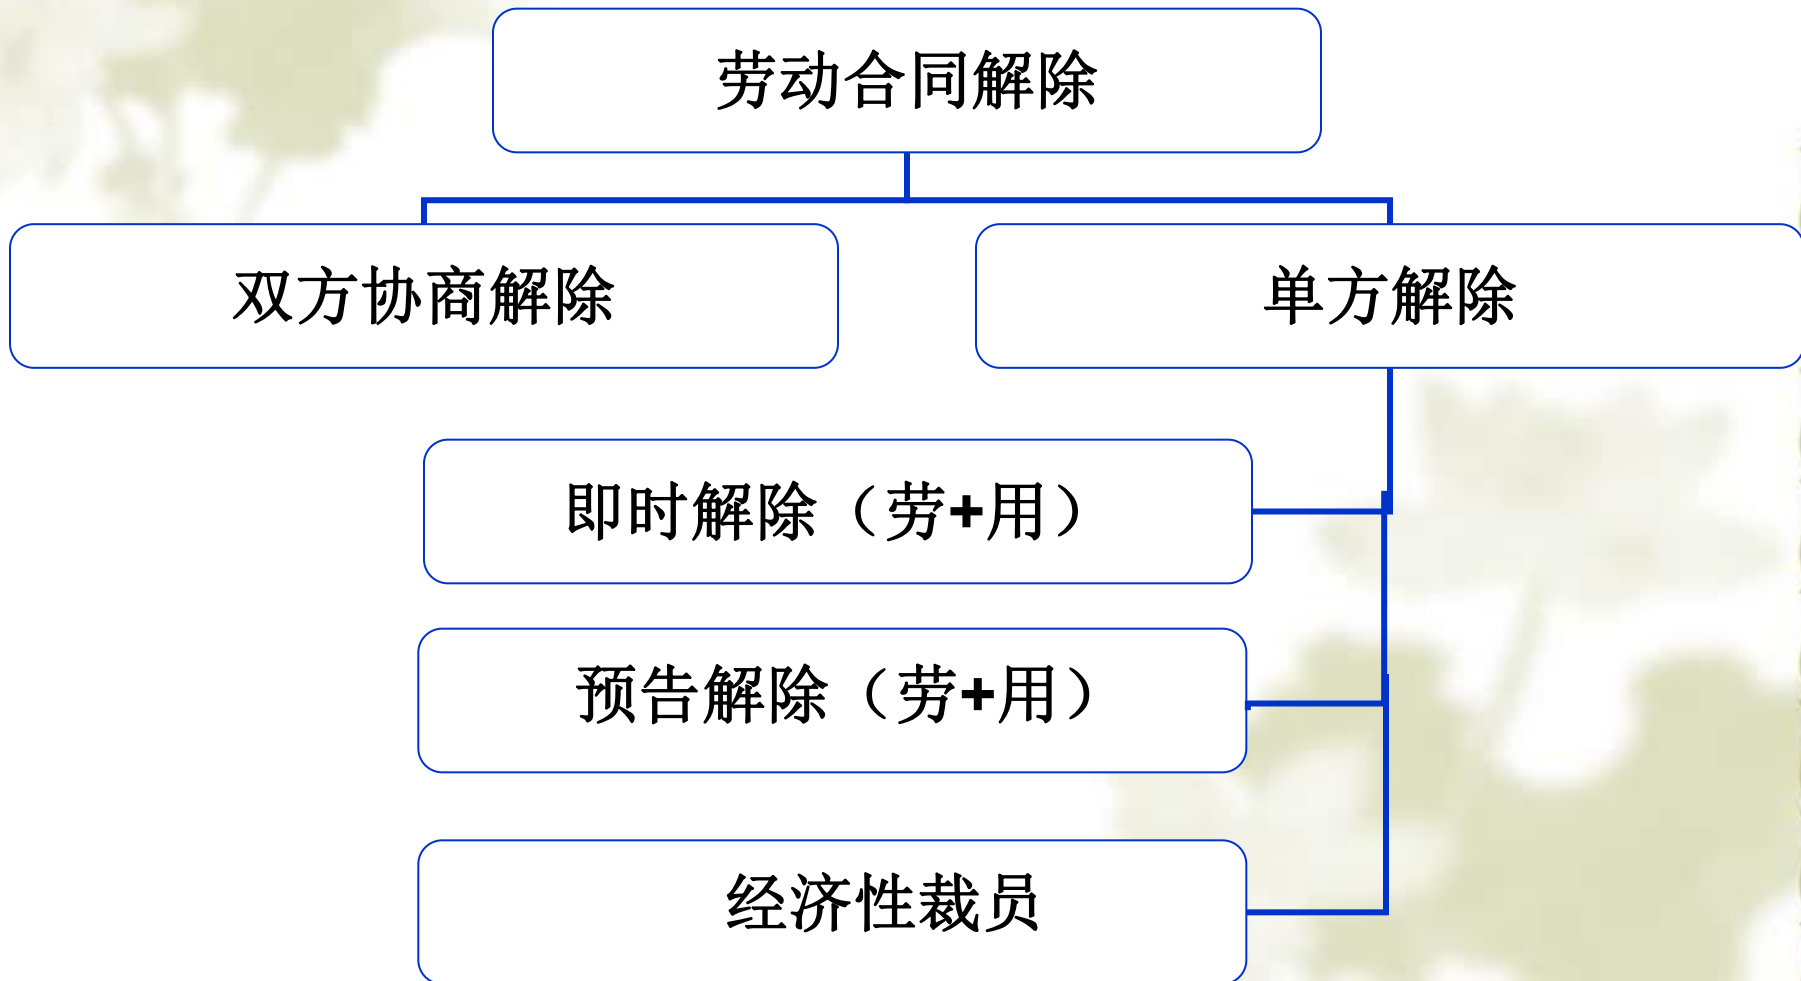 劳动合同解除
双方协商解除
单方解除
即时解除（劳+用）
预告解除（劳+用）
经济性裁员